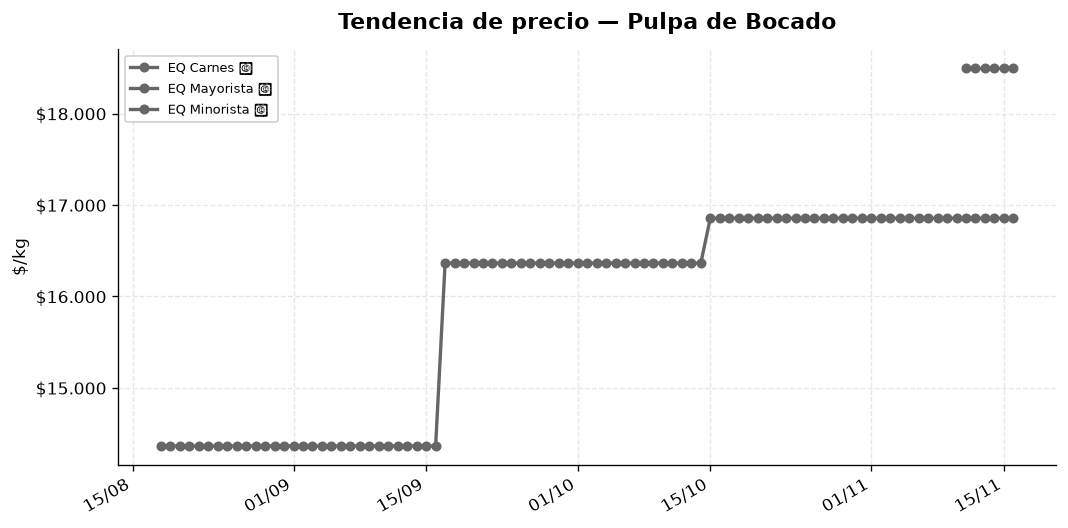 Tendencia de precio — Pulpa de Bocado
EQ Carnes
EQ Mayorista
EQ Minorista
$/kg
$18.000
$17.000
$16.000
$15.000
15/08
01/09
15/09
01/10
15/10
01/11
15/11